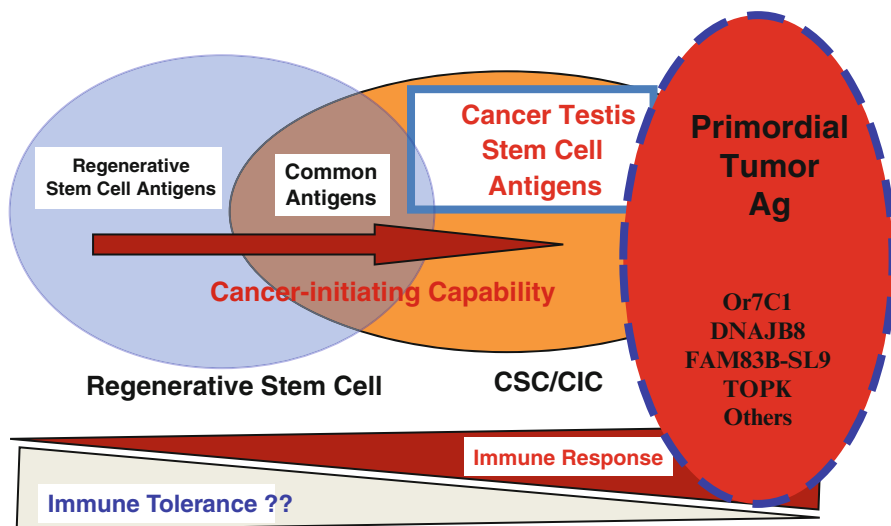 Regenerative
Stem Cell Antigens
Common
Antigens
Cancer Testis
Stem Cell
Antigens
Primordial
Tumor
Ag
Cancer-initiating Capability
Or7C1
DNAJB8
FAM83B-SL9
TOPK
Others
Regenerative Stem Cell
CSC/CIC
Immune Response
Immune Tolerance ??